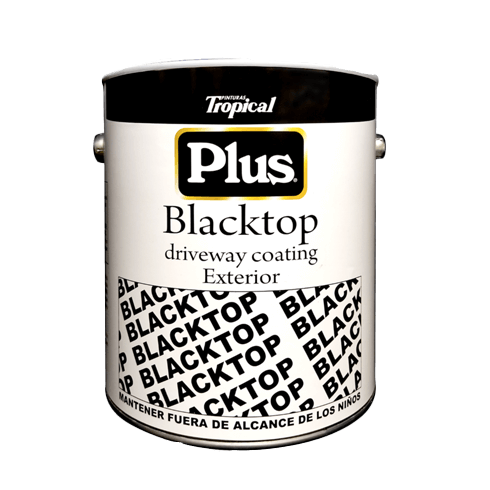 PINTURAS
Tropical
Plus®
Blacktop
driveway coating
Exterior
BLACKTOP
BLACKTOP
BLACKTOP
BLACKTOP
BLACKTOP
BLACKTOP
MANTENER FUERA DE ALCANCE DE LOS NIÑOS